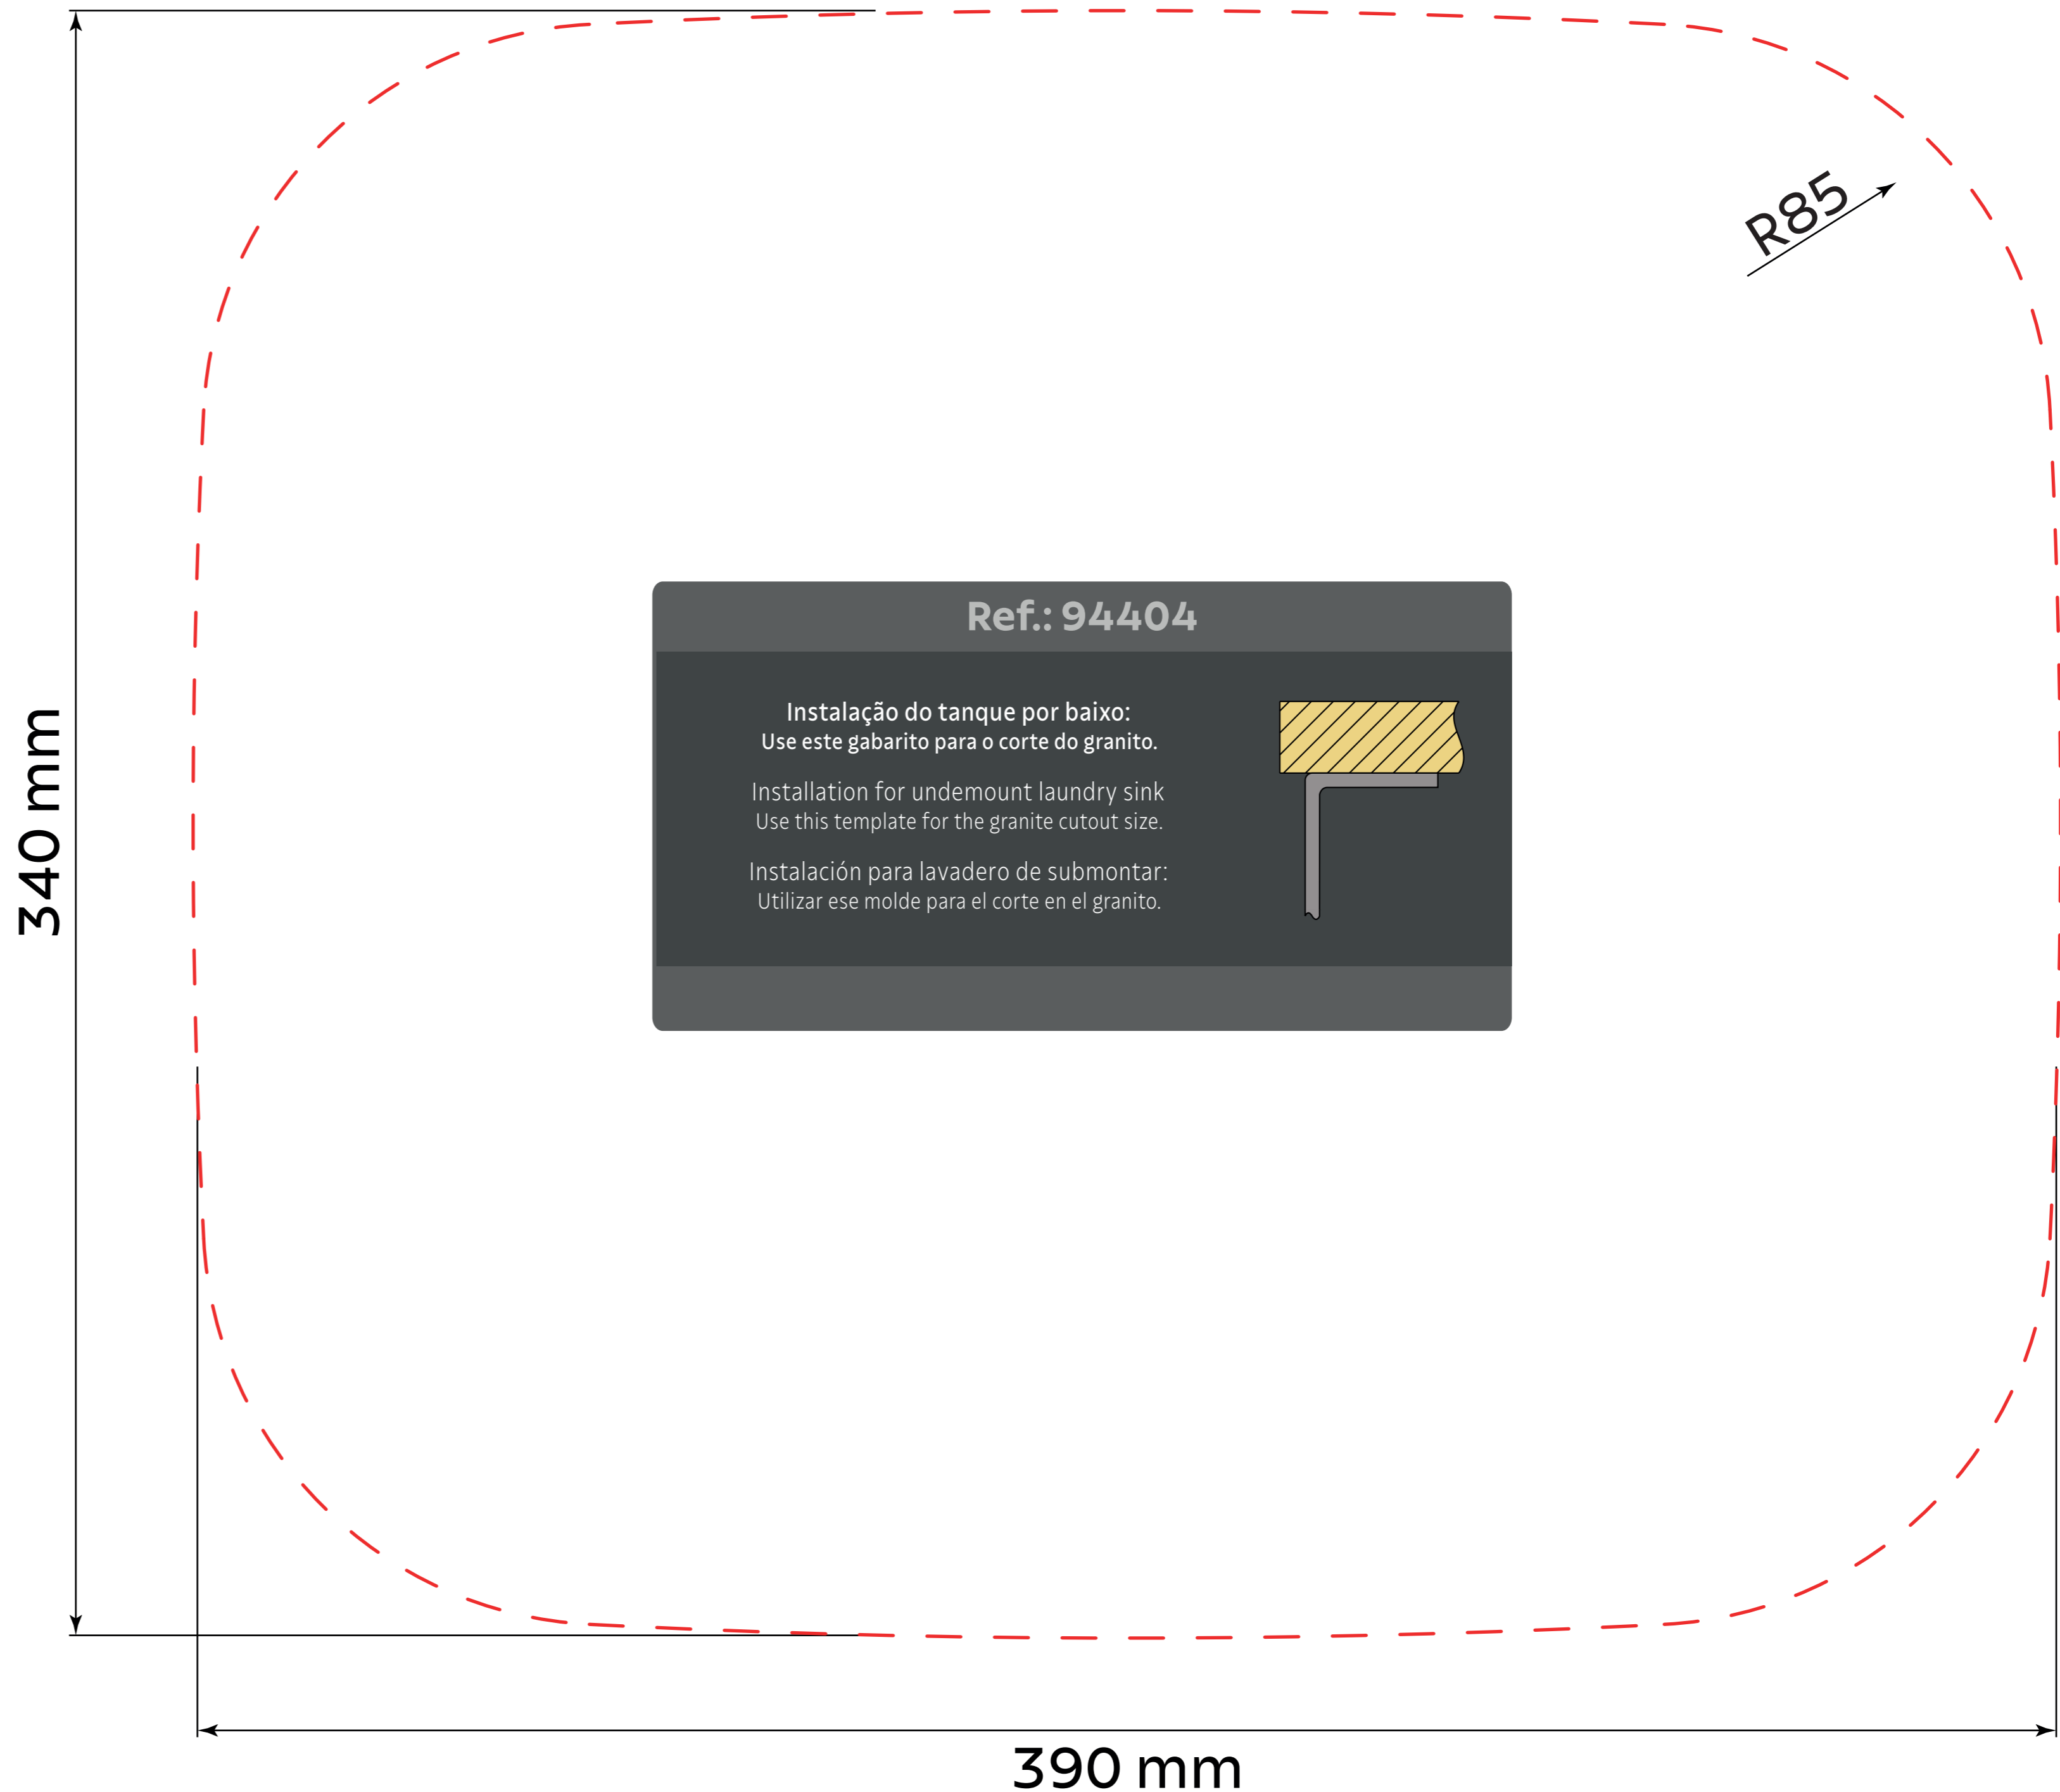 R85
340 mm
Ref.: 94404
Instalação do tanque por baixo:
Use este gabarito para o corte do granito.
Installation for undemount laundry sink
Use this template for the granite cutout size.
Instalación para lavadero de submontar:
Utilizar ese molde para el corte en el granito.
390 mm